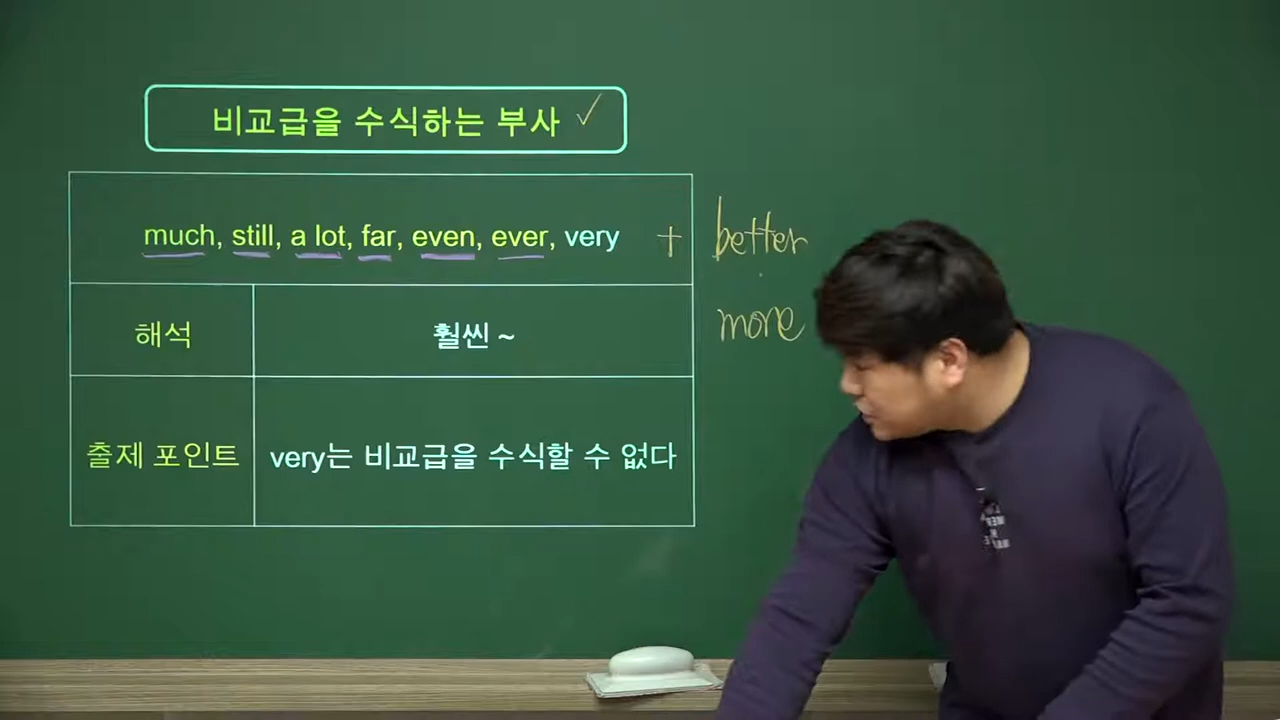 비교급을 수식하는 부사 ✓
much, still, a lot, far, even, ever, very + better
more
해석
훨씬 ~
출제 포인트
very는 비교급을 수식할 수 없다